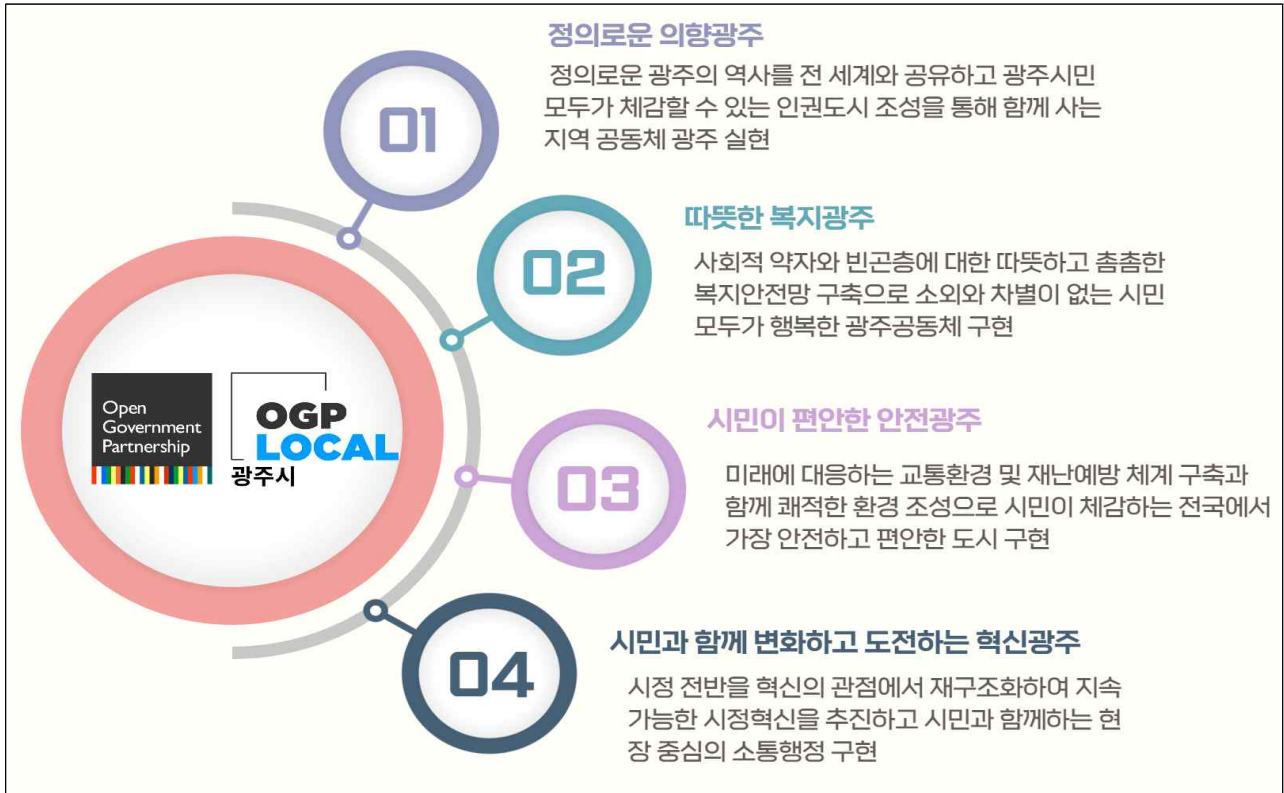 01
정의로운 의향광주
정의로운 광주의 역사를 전 세계와 공유하고 광주시민
모두가 체감할 수 있는 인권도시 조성을 통해 함께 사는
지역 공동체 광주 실현
02
따뜻한 복지광주
사회적 약자와 빈곤층에 대한 따뜻하고 촘촘한
복지안전망 구축으로 소외와 차별이 없는 시민
모두가 행복한 광주공동체 구현
Open
Government
Partnership
OGP
LOCAL
광주시
03
시민이 편안한 안전광주
미래에 대응하는 교통환경 및 재난예방 체계 구축과
함께 쾌적한 환경 조성으로 시민이 체감하는 전국에서
가장 안전하고 편안한 도시 구현
04
시민과 함께 변화하고 도전하는 혁신광주
시정 전반을 혁신의 관점에서 재구조화하여 지속
가능한 시정혁신을 추진하고 시민과 함께하는 현
장 중심의 소통행정 구현